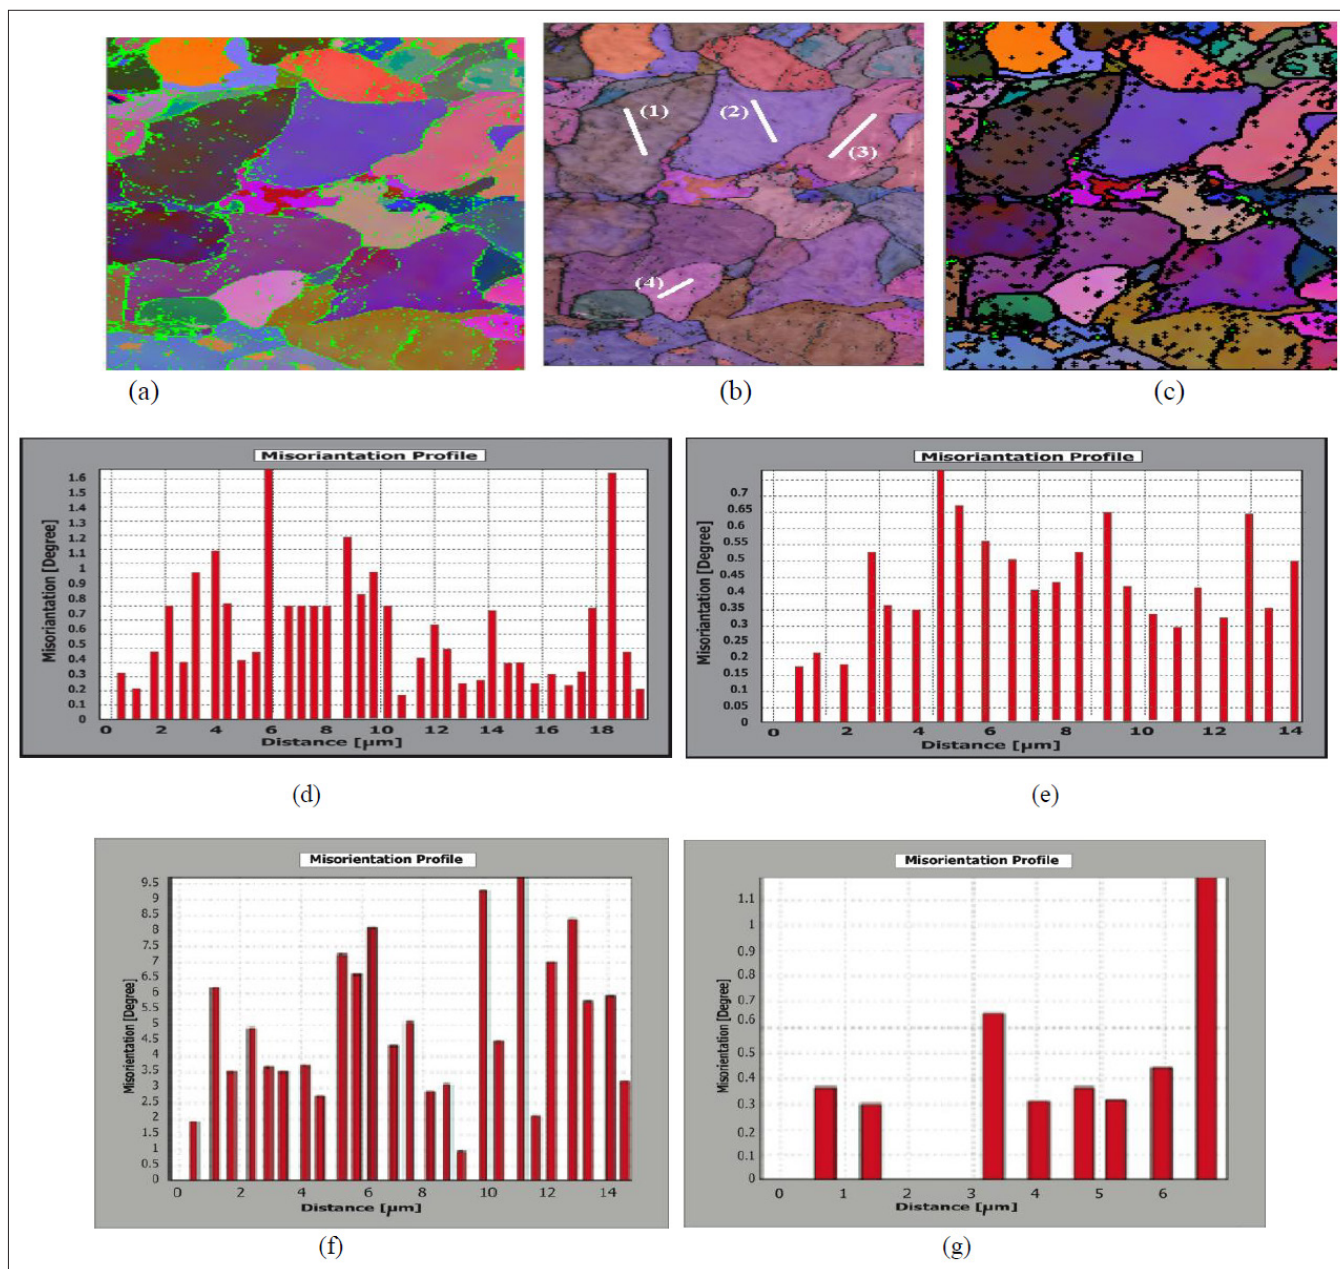 (1)
(2)
(3)
(4)
(a)
(b)
(c)
Misoriantation Profile
Misoriantation [Degree]
1.6
1.5
1.4
1.3
1.2
1.1
1
0.9
0.8
0.7
0.6
0.5
0.4
0.3
0.2
0.1
0
0 2 4 6 8 10 12 14 16 18
Distance [µm]
(d)
Misoriantation Profile
Misoriantation [Degree]
0.7
0.65
0.6
0.55
0.5
0.45
0.4
0.35
0.3
0.25
0.2
0.15
0.1
0.05
0
0 2 4 6 8 10 12 14
Distance [µm]
(e)
Misorientation Profile
Misorientation [Degree]
9.5
9
8.5
8
7.5
7
6.5
6
5.5
5
4.5
4
3.5
3
2.5
2
1.5
1
0.5
0
0 2 4 6 8 10 12 14
Distance [µm]
(f)
Misorientation Profile
Misorientation [Degree]
1.1
1
0.9
0.8
0.7
0.6
0.5
0.4
0.3
0.2
0.1
0
0 1 2 3 4 5 6
Distance [µm]
(g)